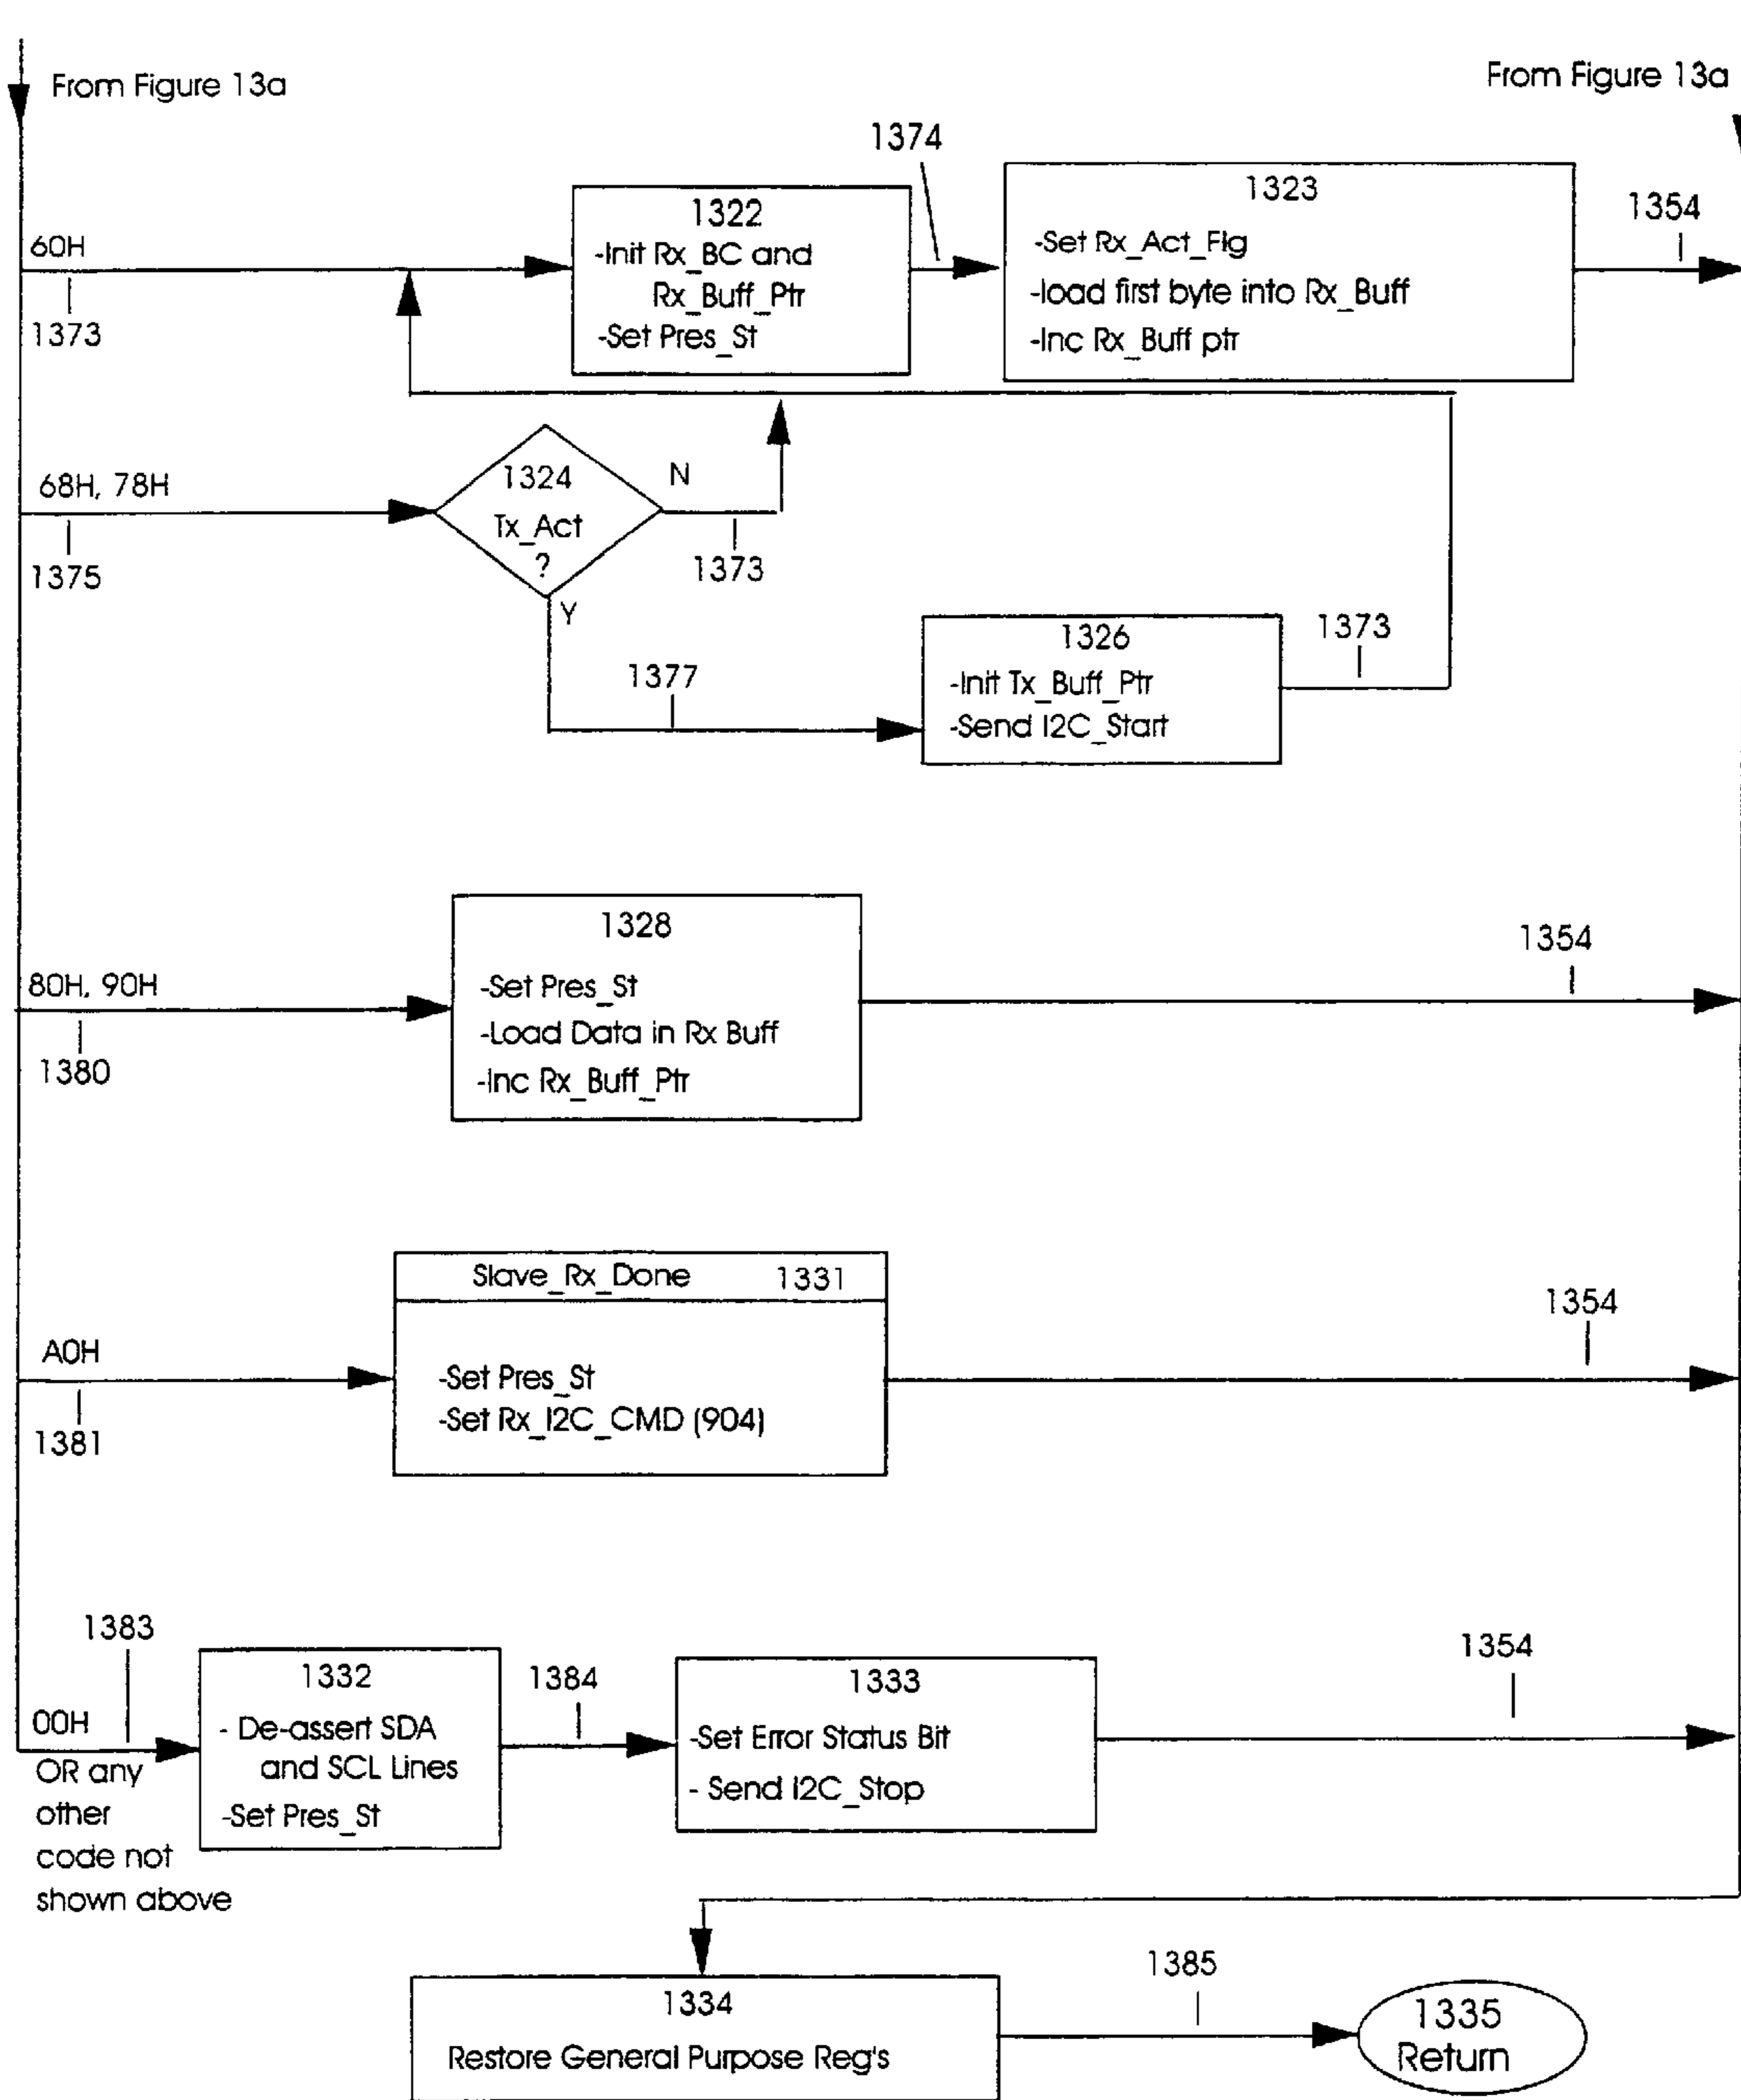 From Figure 13a
From Figure 13a
1374
60H
1373
1322
-Init Rx_BC and
Rx_Buff_Ptr
-Set Pres_St
1323
-Set Rx_Act_Flg
-load first byte into Rx_Buff
-Inc Rx_Buff ptr
1354
68H, 78H
1375
1324
Tx_Act
?
N
1373
Y
1377
1326
-Init Tx_Buff_Ptr
-Send I2C_Start
1373
80H, 90H
1380
1328
-Set Pres_St
-Load Data in Rx Buff
-Inc Rx_Buff_Ptr
1354
A0H
1381
Slave_Rx_Done 1331
-Set Pres_St
-Set Rx_I2C_CMD (904)
1354
1383
00H
OR any
other
code not
shown above
1332
- De-assert SDA
and SCL Lines
-Set Pres_St
1384
1333
-Set Error Status Bit
- Send I2C_Stop
1354
1334
Restore General Purpose Reg's
1385
1335
Return